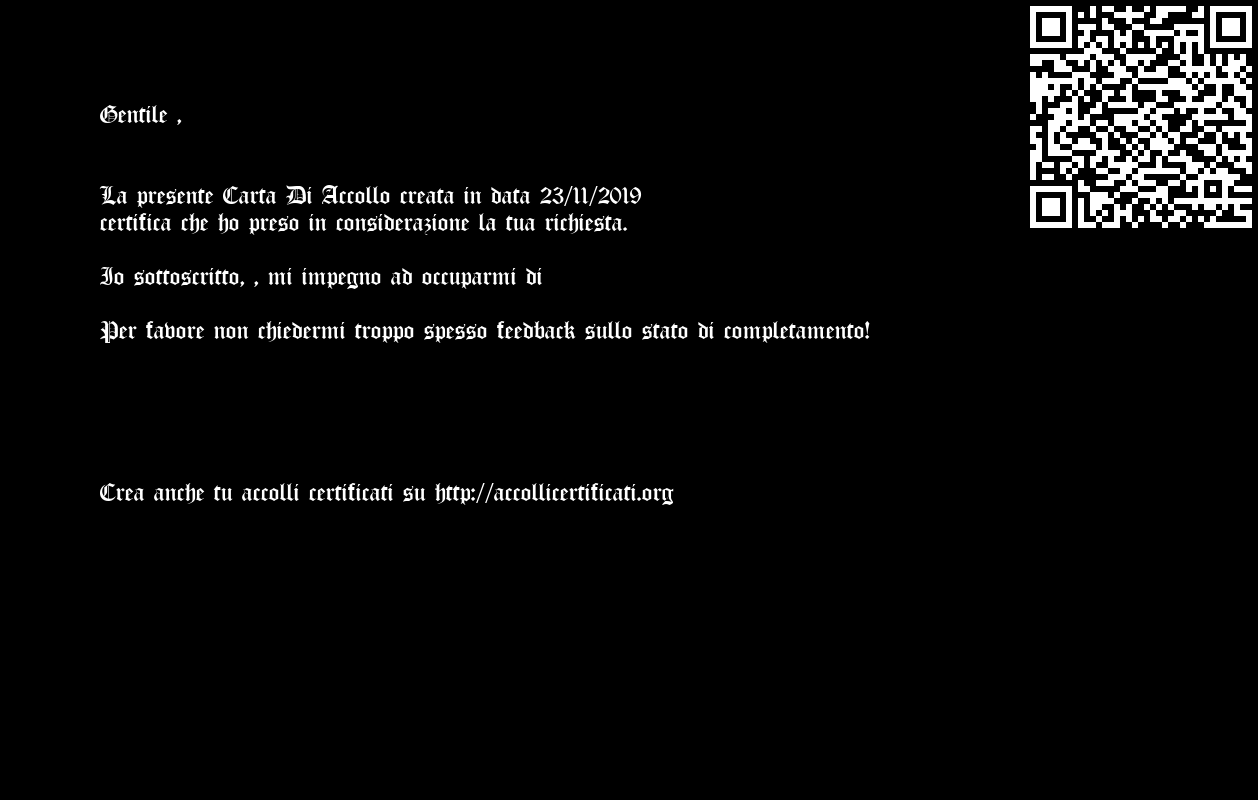 Gentile ,
La presente Carta Di Accollo creata in data 23/11/2019
certifica che ho preso in considerazione la tua richiesta.
Io sottoscritto, , mi impegno ad occuparmi di
Per favore non chiedermi troppo spesso feedback sullo stato di completamento!
Crea anche tu accolli certificati su http://accollicertificati.org